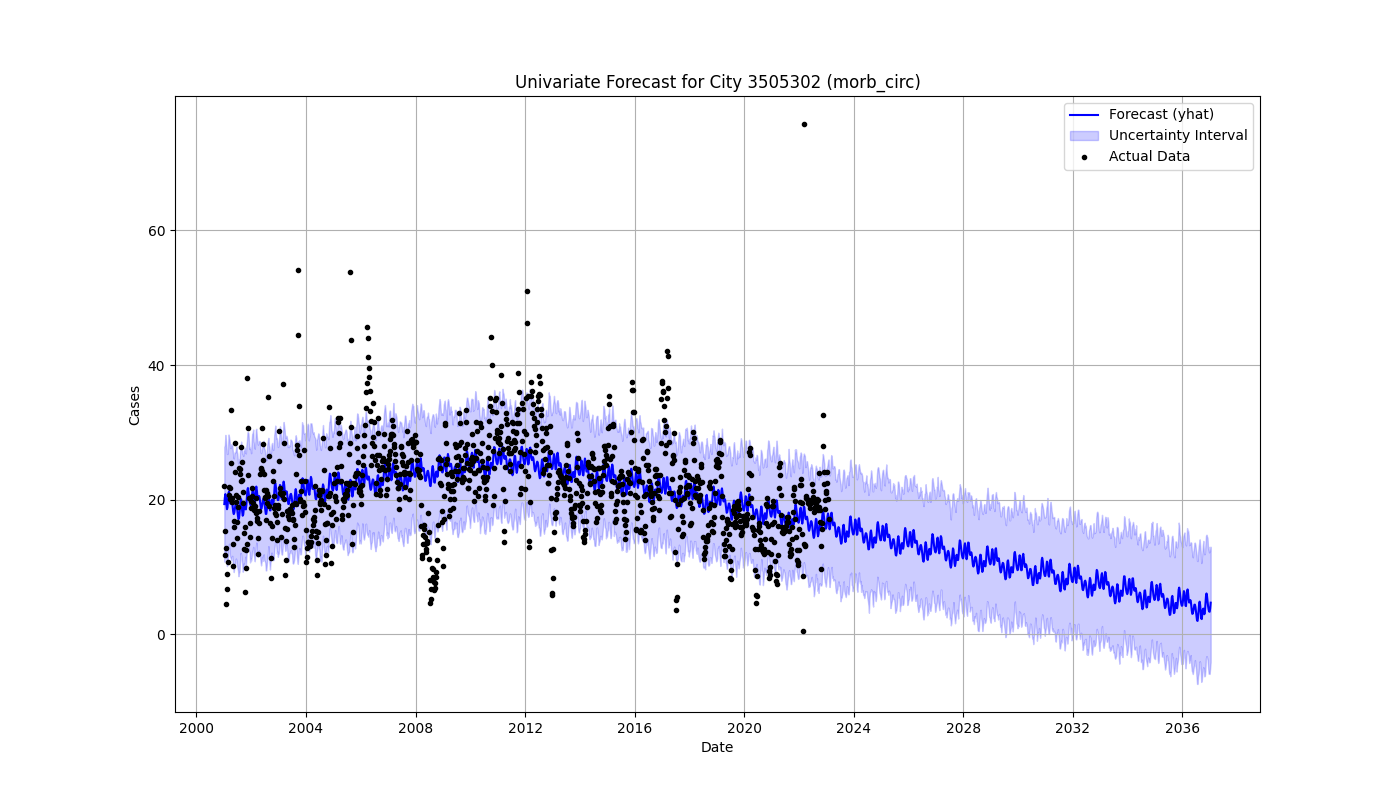 Univariate Forecast for City 3505302 (morb_circ)
Forecast (yhat)
Uncertainty Interval
Actual Data
Cases
60
40
20
0
2000 2004 2008 2012 2016 2020 2024 2028 2032 2036
Date